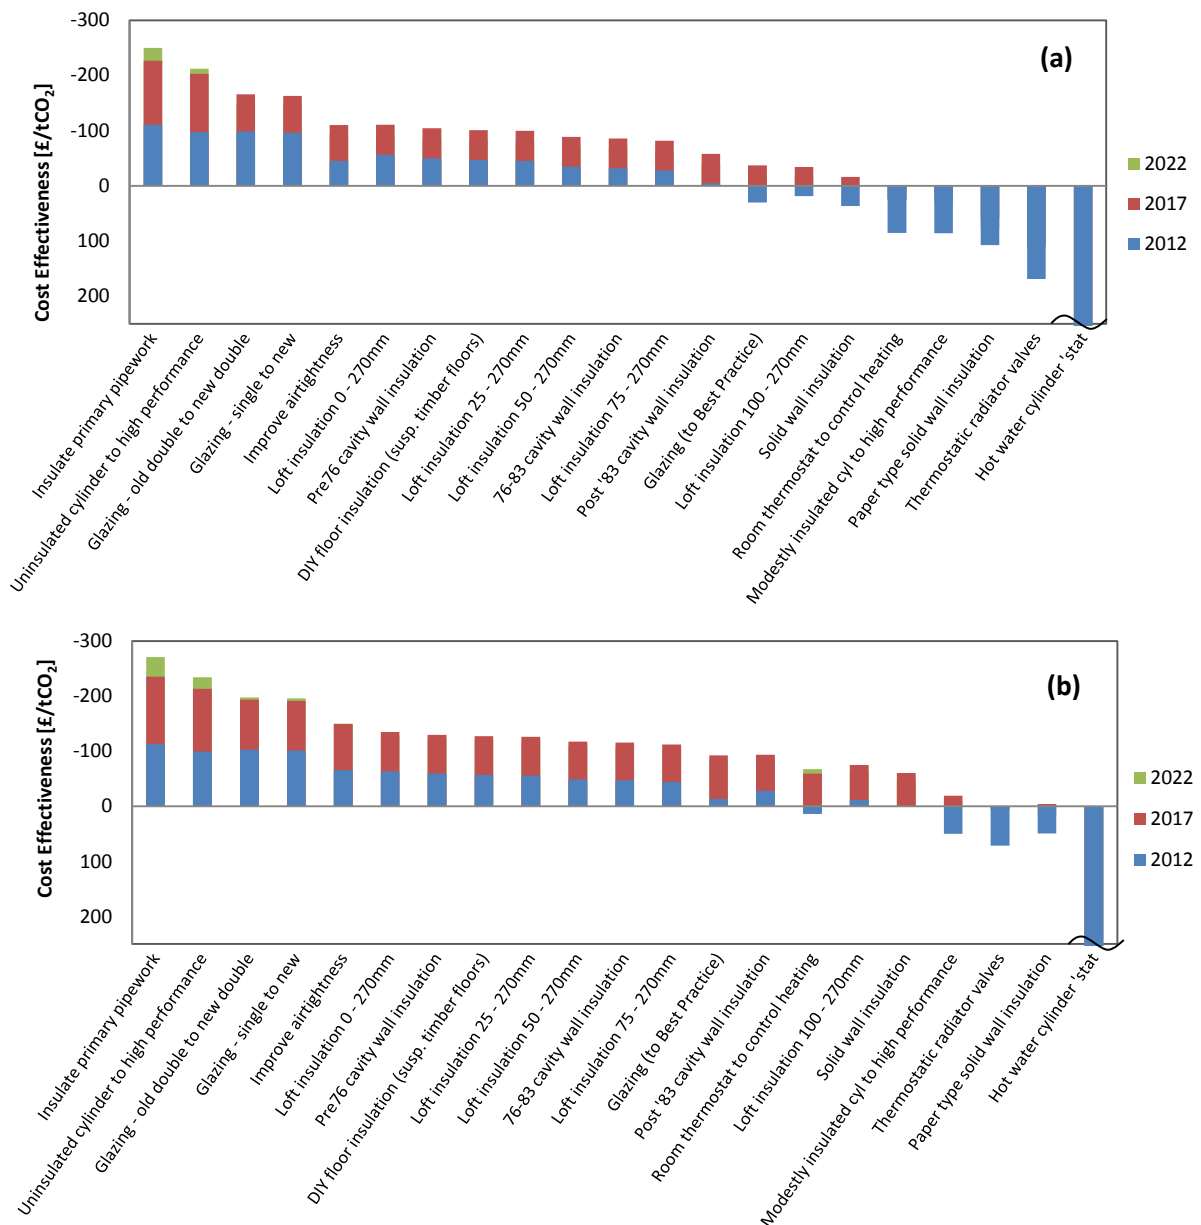 -300
-200
-100
0
100
200
Cost Effectiveness [£/tCO₂]
(a)
2022
2017
2012
Insulate primary pipework
Uninsulated cylinder to high performance
Glazing - old double to new double
Glazing - single to new
Improve airtightness
Loft insulation 0 - 270mm
Pre76 cavity wall insulation
DIY floor insulation (susp. timber floors)
Loft insulation 25 - 270mm
Loft insulation 50 - 270mm
76-83 cavity wall insulation
Loft insulation 75 - 270mm
Post '83 cavity wall insulation
Glazing (to Best Practice)
Loft insulation 100 - 270mm
Solid wall insulation
Room thermostat to control heating
Modestly insulated cyl to high performance
Paper type solid wall insulation
Thermostatic radiator valves
Hot water cylinder 'stat
-300
-200
-100
0
100
200
Cost Effectiveness [£/tCO₂]
(b)
2022
2017
2012
Insulate primary pipework
Uninsulated cylinder to high performance
Glazing - old double to new double
Glazing - single to new
Improve airtightness
Loft insulation 0 - 270mm
Pre76 cavity wall insulation
DIY floor insulation (susp. timber floors)
Loft insulation 25 - 270mm
Loft insulation 50 - 270mm
76-83 cavity wall insulation
Loft insulation 75 - 270mm
Glazing (to Best Practice)
Post '83 cavity wall insulation
Room thermostat to control heating
Loft insulation 100 - 270mm
Solid wall insulation
Modestly insulated cyl to high performance
Thermostatic radiator valves
Paper type solid wall insulation
Hot water cylinder 'stat